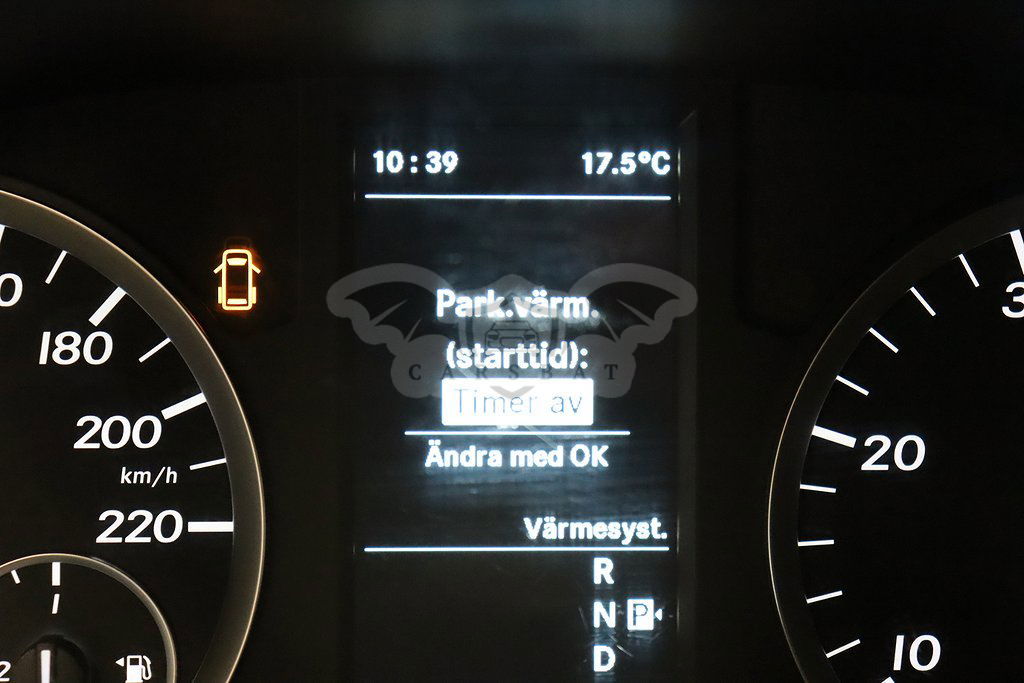 10:39 17.5°C
Park.värm.
(starttid):
Timer av
Ändra med OK
Värmesyst.
R
N P
D
180
200
km/h
220
20
10
CARSBAT